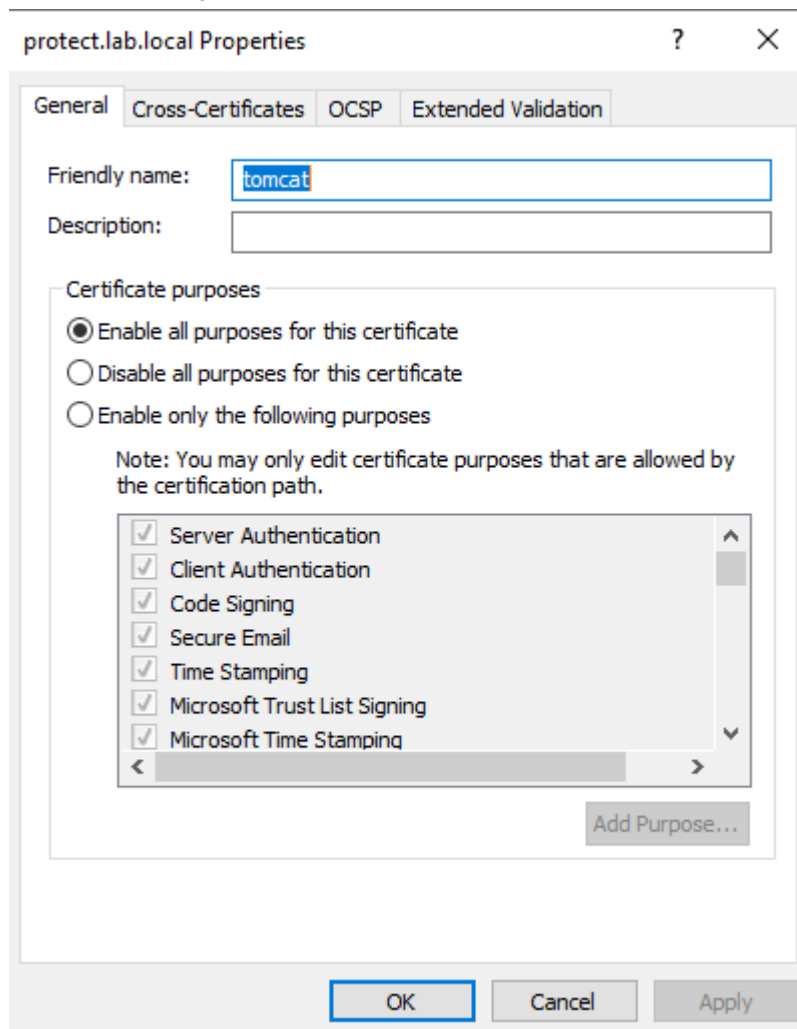 protect.lab.local Properties ? ×
General Cross-Certificates OCSP Extended Validation
Friendly name: tomcat
Description:
Certificate purposes
Enable all purposes for this certificate
Disable all purposes for this certificate
Enable only the following purposes
Note: You may only edit certificate purposes that are allowed by
the certification path.
Server Authentication
Client Authentication
Code Signing
Secure Email
Time Stamping
Microsoft Trust List Signing
Microsoft Time Stamping
Add Purpose...
OK Cancel Apply